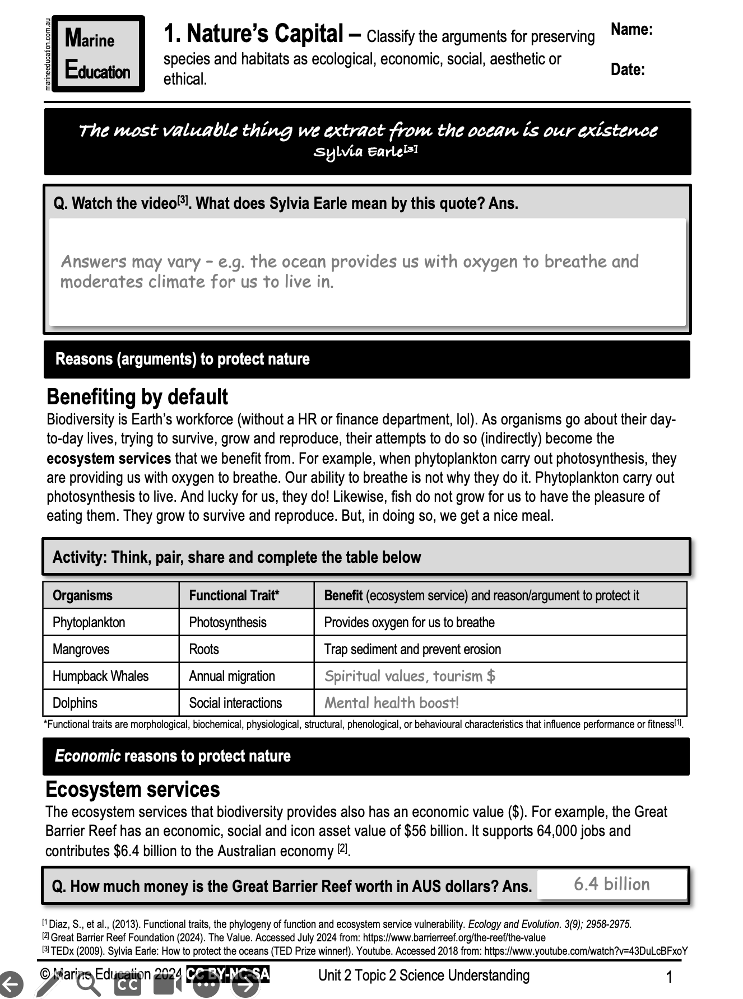 marineeducation.com.au
Marine
Education
1. Nature's Capital – Classify the arguments for preserving
species and habitats as ecological, economic, social, aesthetic or
ethical.
Name:
Date:
The most valuable thing we extract from the ocean is our existence
Sylvia Earle[3]
Q. Watch the video[3]. What does Sylvia Earle mean by this quote? Ans.
Answers may vary – e.g. the ocean provides us with oxygen to breathe and
moderates climate for us to live in.
Reasons (arguments) to protect nature
Benefiting by default
Biodiversity is Earth's workforce (without a HR or finance department, lol). As organisms go about their day-
to-day lives, trying to survive, grow and reproduce, their attempts to do so (indirectly) become the
ecosystem services that we benefit from. For example, when phytoplankton carry out photosynthesis, they
are providing us with oxygen to breathe. Our ability to breathe is not why they do it. Phytoplankton carry out
photosynthesis to live. And lucky for us, they do! Likewise, fish do not grow for us to have the pleasure of
eating them. They grow to survive and reproduce. But, in doing so, we get a nice meal.
Activity: Think, pair, share and complete the table below
Organisms Functional Trait* Benefit (ecosystem service) and reason/argument to protect it
Phytoplankton Photosynthesis Provides oxygen for us to breathe
Mangroves Roots Trap sediment and prevent erosion
Humpback Whales Annual migration Spiritual values, tourism $
Dolphins Social interactions Mental health boost!
*Functional traits are morphological, biochemical, physiological, structural, phenological, or behavioural characteristics that influence performance or fitness[1].
Economic reasons to protect nature
Ecosystem services
The ecosystem services that biodiversity provides also has an economic value ($). For example, the Great
Barrier Reef has an economic, social and icon asset value of $56 billion. It supports 64,000 jobs and
contributes $6.4 billion to the Australian economy [2].
Q. How much money is the Great Barrier Reef worth in AUS dollars? Ans. 6.4 billion
[1 Diaz, S., et al., (2013). Functional traits, the phylogeny of function and ecosystem service vulnerability. Ecology and Evolution. 3(9); 2958-2975.
[2] Great Barrier Reef Foundation (2024). The Value. Accessed July 2024 from: https://www.barrierreef.org/the-reef/the-value
[3] TEDx (2009). Sylvia Earle: How to protect the oceans (TED Prize winner!). Youtube. Accessed 2018 from: https://www.youtube.com/watch?v=43DuLcBFxoY
© Marine Education 2024 CC BY-NC-SA Unit 2 Topic 2 Science Understanding 1
CC